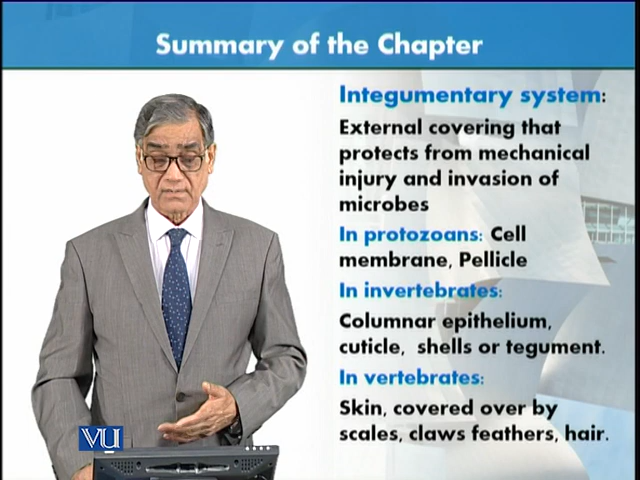 Summary of the Chapter
Integumentary system:
External covering that
protects from mechanical
injury and invasion of
microbes
In protozoans: Cell
membrane, Pellicle
In invertebrates:
Columnar epithelium,
cuticle, shells or tegument.
In vertebrates:
Skin, covered over by
scales, claws feathers, hair.
VU